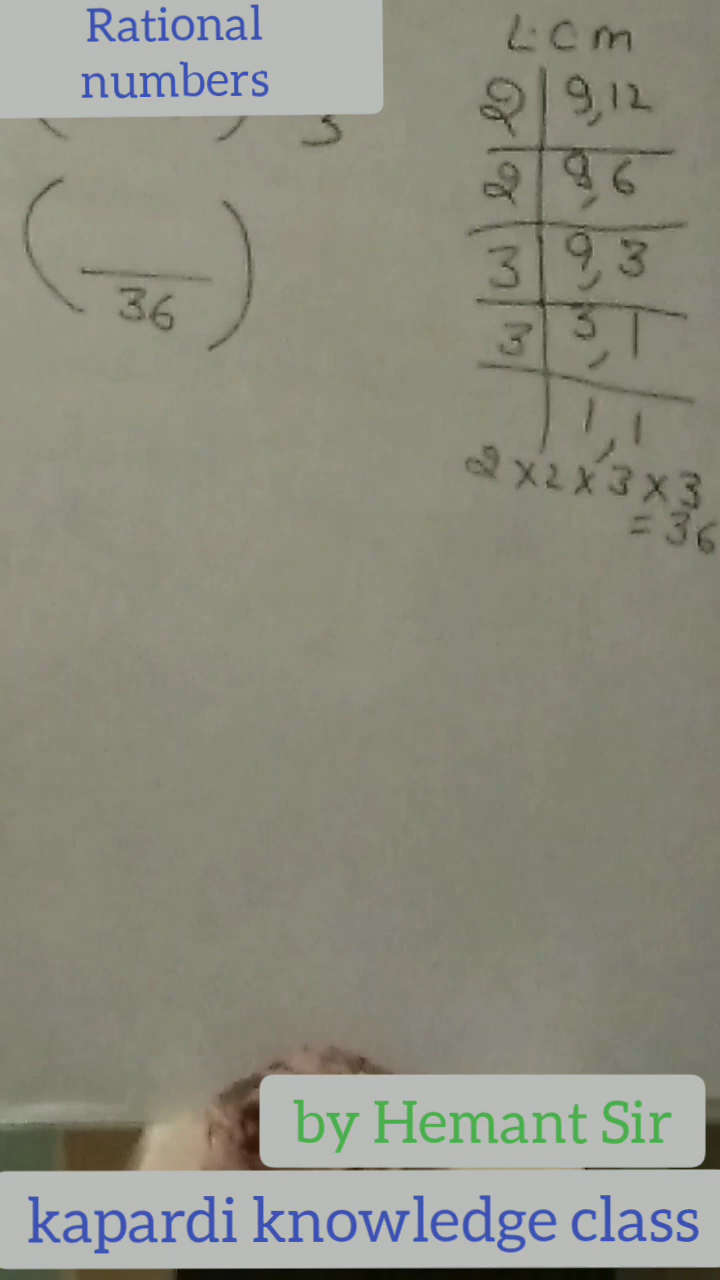 Rational
numbers
L.C.M
2 | 9,12
2 | 9,6
3 | 9,3
3 | 3,1
1,1
2×2×3×3
=36
( )
36
by Hemant Sir
kapardi knowledge class